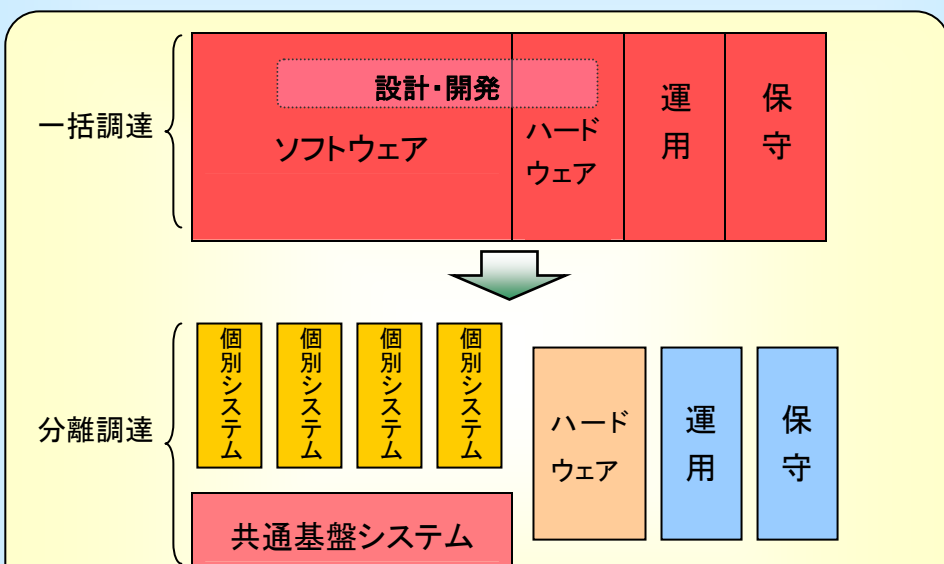 一括調達
設計・開発
ソフトウェア
ハード
ウェア
運
用
保
守
分離調達
個別システム
個別システム
個別システム
個別システム
共通基盤システム
ハード
ウェア
運
用
保
守